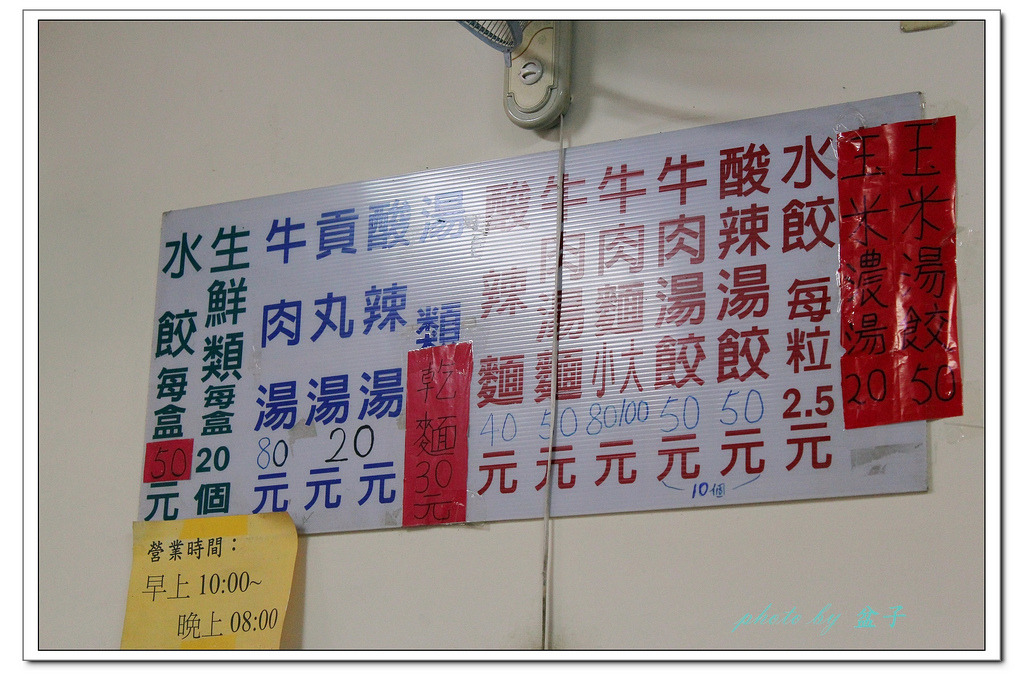 玉米湯餃50
玉米濃湯20
水餃每粒2.5元
酸辣湯餃50元
牛肉湯餃50元
10個
牛肉麵小大80/100元
牛肉湯麵50元
酸辣麵40元
湯類
乾麵30元
酸辣湯元
貢丸湯20元
牛肉湯80元
生鮮類每盒20個
水餃每盒50元
營業時間：
早上10:00~
晚上08:00
photo by 盆子